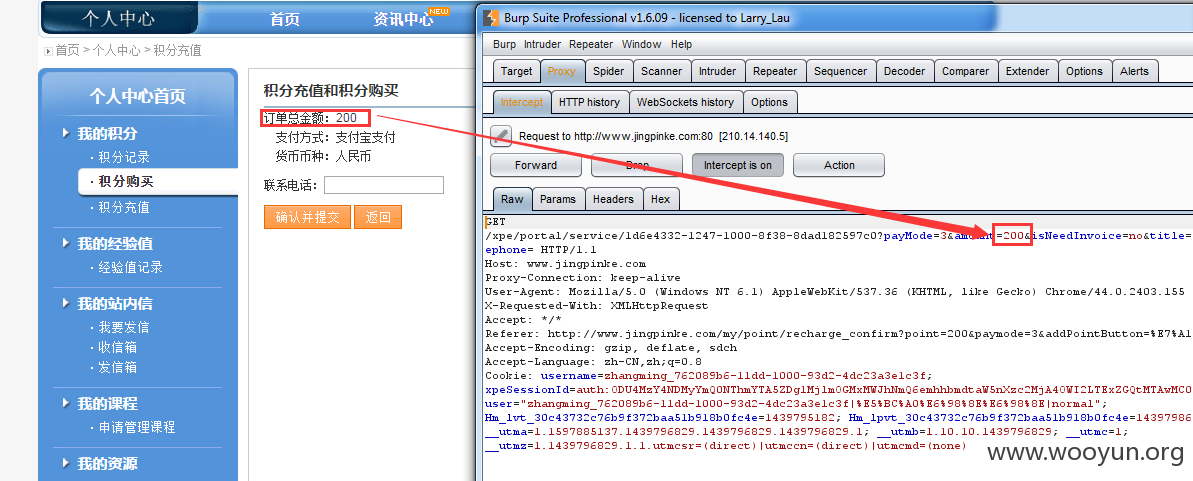 个人中心 首页 资讯中心 NEW
首页 > 个人中心 > 积分充值
个人中心首页
我的积分
· 积分记录
· 积分购买
· 积分充值
我的经验值
· 经验值记录
我的站内信
· 我要发信
· 收信箱
· 发信箱
我的课程
· 申请管理课程
我的资源
积分充值和积分购买
订单总金额：200
支付方式：支付宝支付
货币币种：人民币
联系电话：
确认并提交 返回
Burp Suite Professional v1.6.09 - licensed to Larry_Lau
Burp Intruder Repeater Window Help
Target Proxy Spider Scanner Intruder Repeater Sequencer Decoder Comparer Extender Options Alerts
Intercept HTTP history WebSockets history Options
Request to http://www.jingpinke.com:80 [210.14.140.5]
Forward Drop Intercept is on Action
Raw Params Headers Hex
GET
/xpe/portal/service/1d6e4332-1247-1000-8f38-8dad182597c0?payMode=3&amount=200&isNeedInvoice=no&title=
ephone= HTTP/1.1
Host: www.jingpinke.com
Proxy-Connection: keep-alive
User-Agent: Mozilla/5.0 (Windows NT 6.1) AppleWebKit/537.36 (KHTML, like Gecko) Chrome/44.0.2403.155
X-Requested-With: XMLHttpRequest
Accept: */*
Referer: http://www.jingpinke.com/my/point/recharge_confirm?point=200&paymode=3&addPointButton=%E7%A1
Accept-Encoding: gzip, deflate, sdch
Accept-Language: zh-CN,zh;q=0.8
Cookie: username=zhangming_762089b6-11dd-1000-93d2-4dc23a3e1c3f;
user="zhangming_762089b6-11dd-1000-93d2-4dc23a3e1c3f|%E5%BC%A0%E6%98%8E%E6%98%8E|normal";
Hm_lvt_30c43732c76b9f372baa51b918b0fc4e=1439795182; Hm_lpvt_30c43732c76b9f372baa51b918b0fc4e=14397986
__utma=1.1597885137.1439796829.1439796829.1439796829.1; __utmb=1.10.10.1439796829; __utmc=1;
__utmz=1.1439796829.1.1.utmcsr=(direct)|utmccn=(direct)|utmcmd=(none)
www.wooyun.org